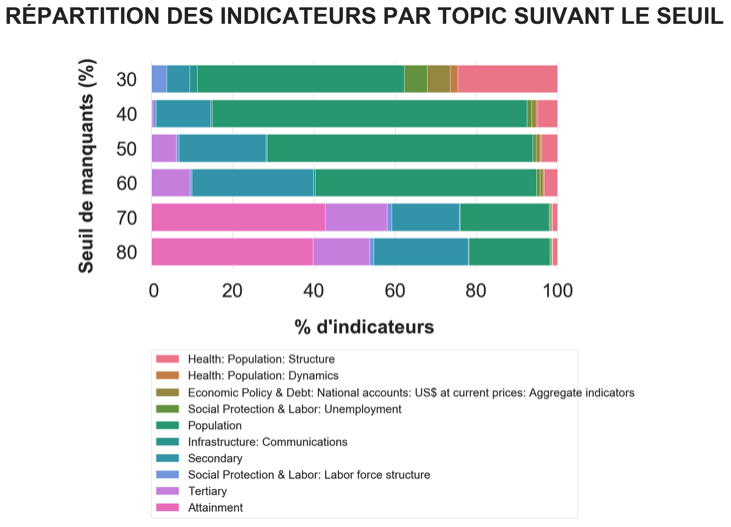 RÉPARTITION DES INDICATEURS PAR TOPIC SUIVANT LE SEUIL
Seuil de manquants (%)
30
40
50
60
70
80
0 20 40 60 80 100
% d'indicateurs
Health: Population: Structure
Health: Population: Dynamics
Economic Policy & Debt: National accounts: US$ at current prices: Aggregate indicators
Social Protection & Labor: Unemployment
Population
Infrastructure: Communications
Secondary
Social Protection & Labor: Labor force structure
Tertiary
Attainment